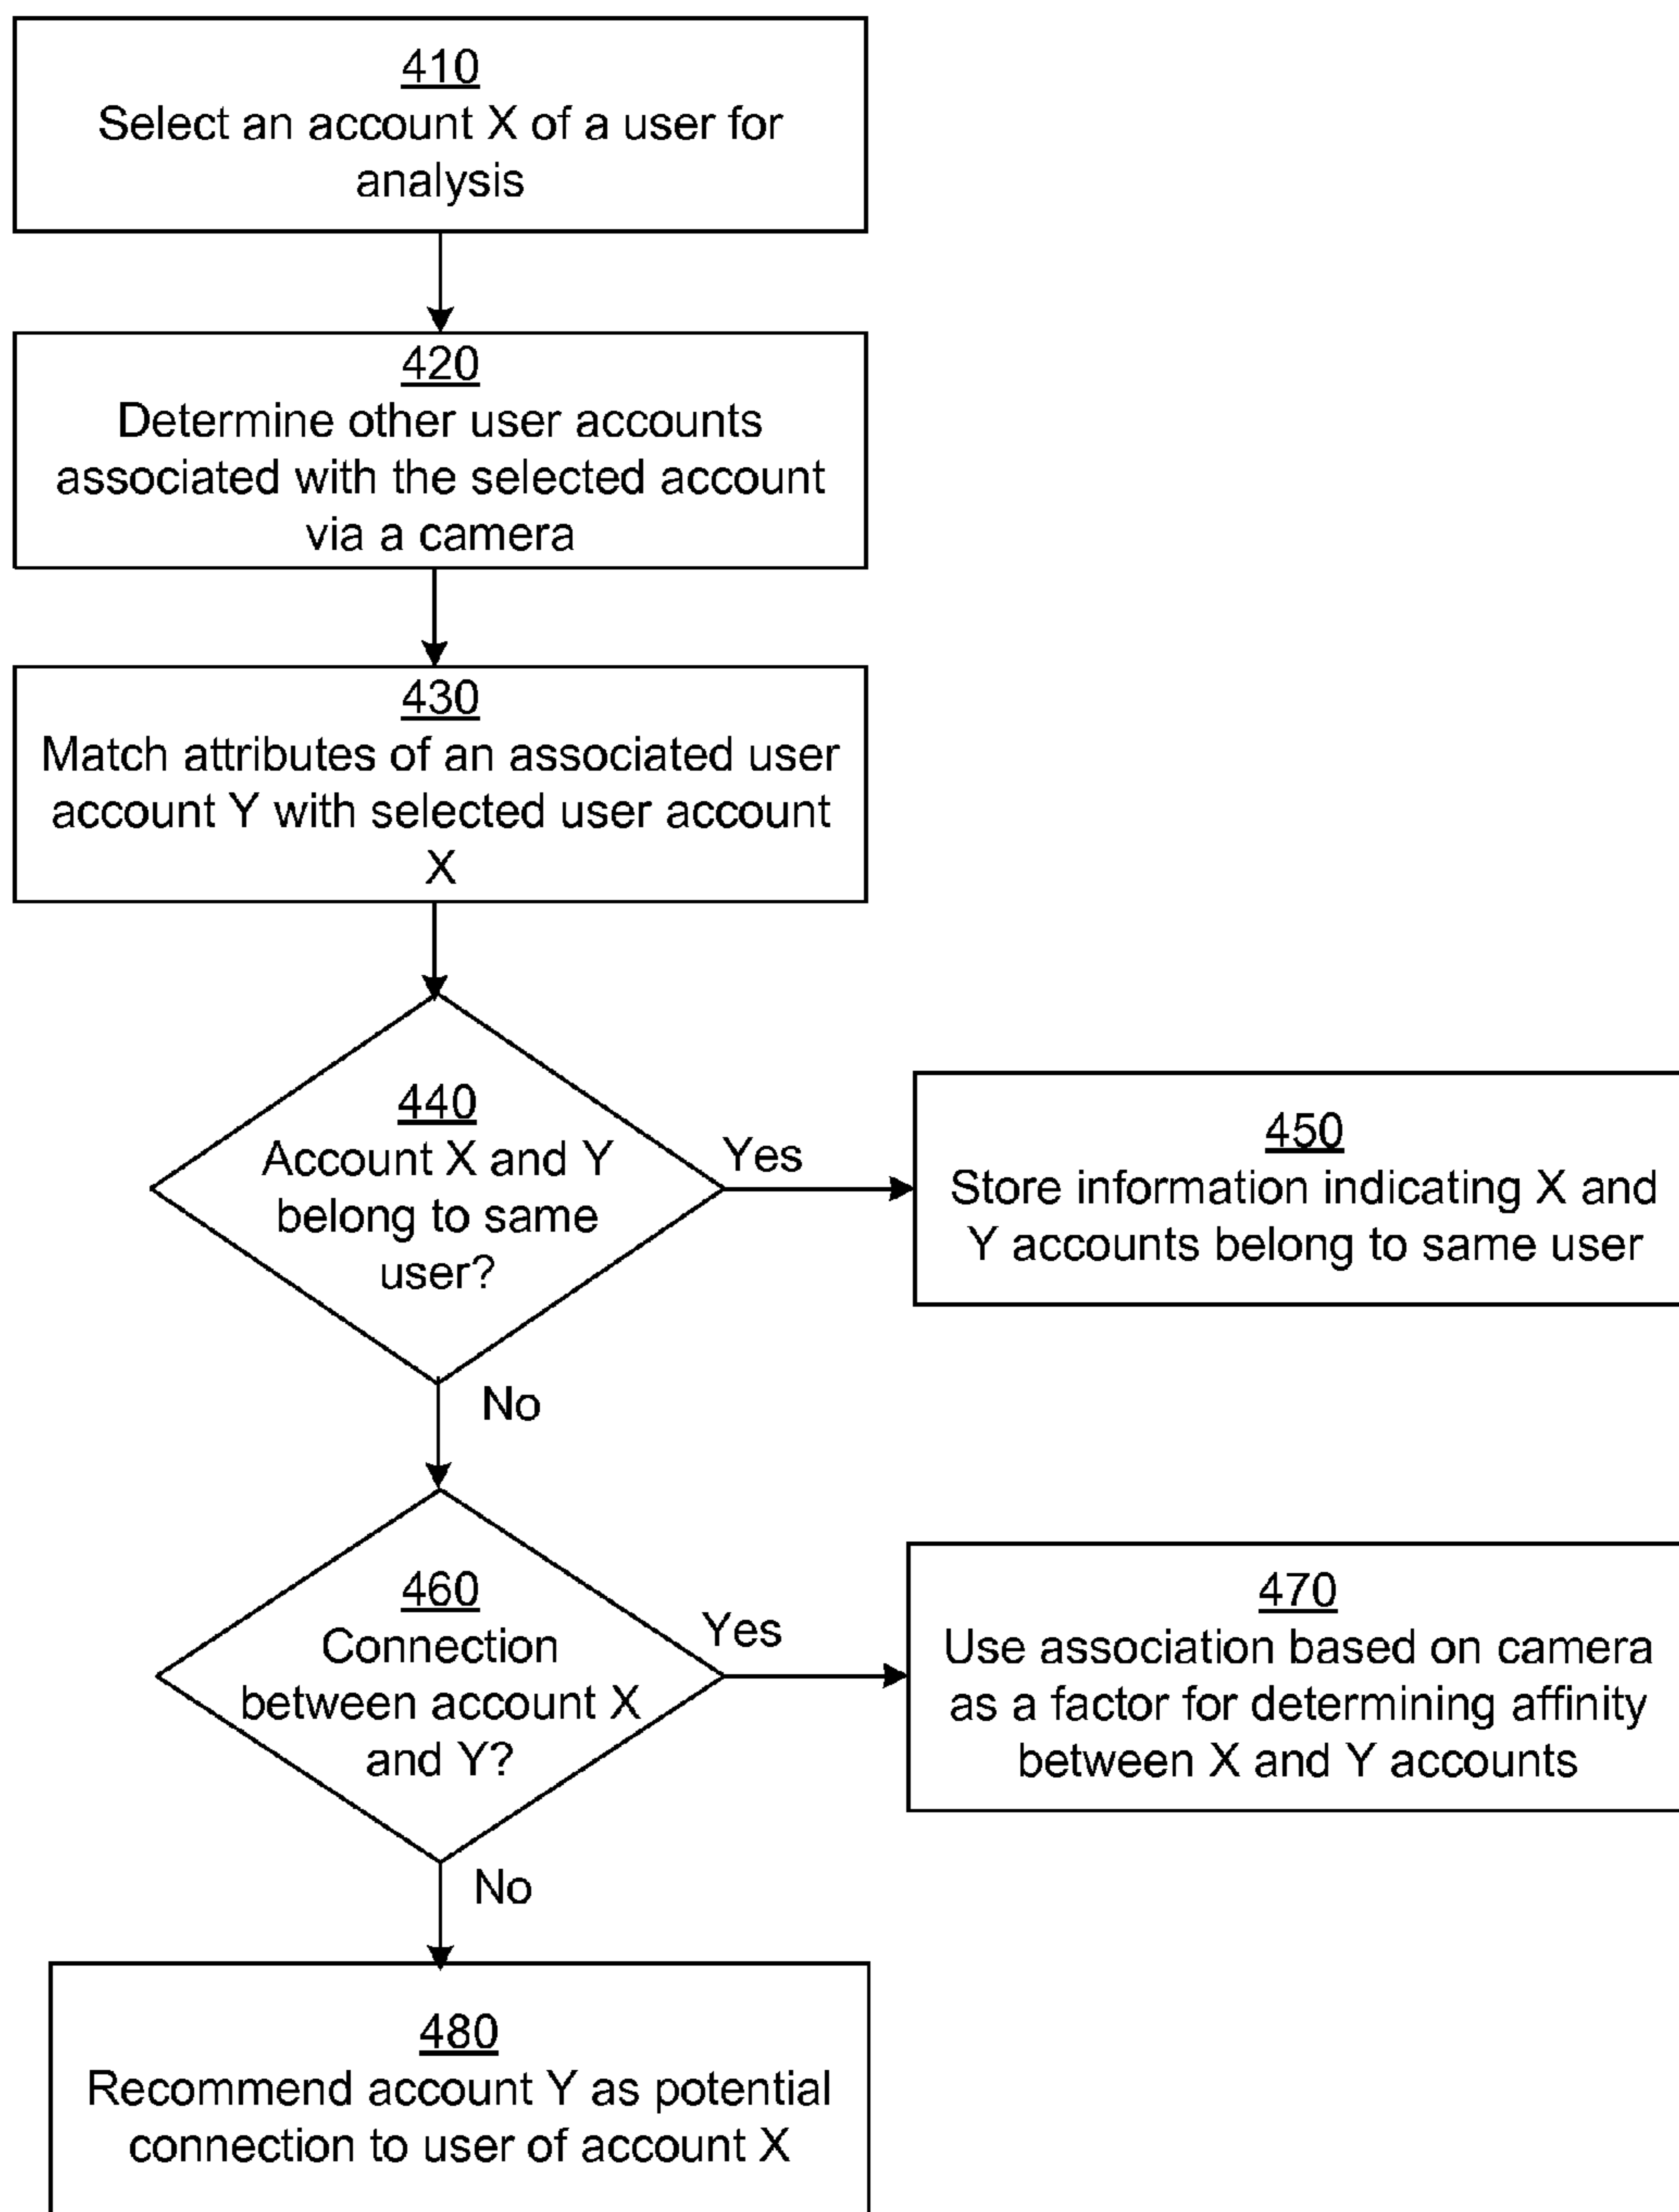 410
Select an account X of a user for
analysis
420
Determine other user accounts
associated with the selected account
via a camera
430
Match attributes of an associated user
account Y with selected user account
X
440
Account X and Y
belong to same
user?
Yes
450
Store information indicating X and
Y accounts belong to same user
No
460
Connection
between account X
and Y?
Yes
470
Use association based on camera
as a factor for determining affinity
between X and Y accounts
No
480
Recommend account Y as potential
connection to user of account X